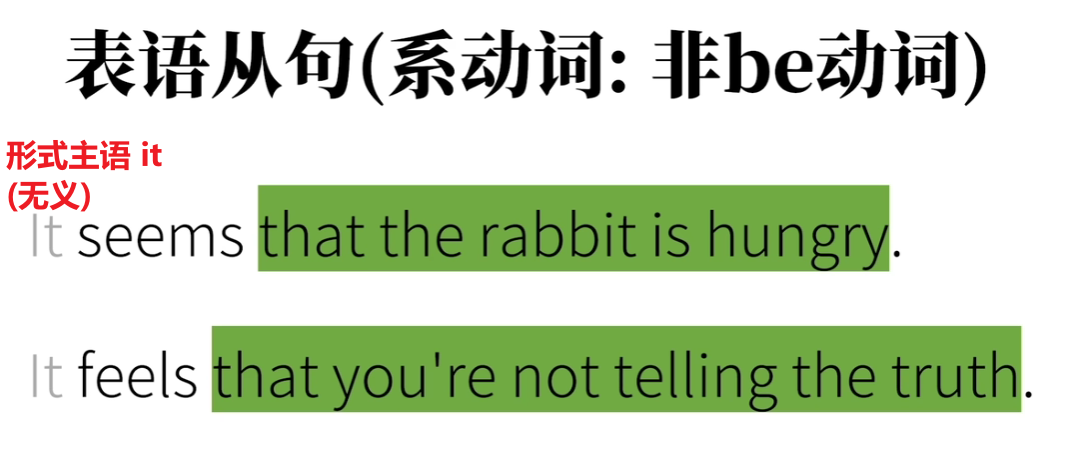 表语从句(系动词: 非be动词)
形式主语 it
(无义)
It seems that the rabbit is hungry.
It feels that you're not telling the truth.